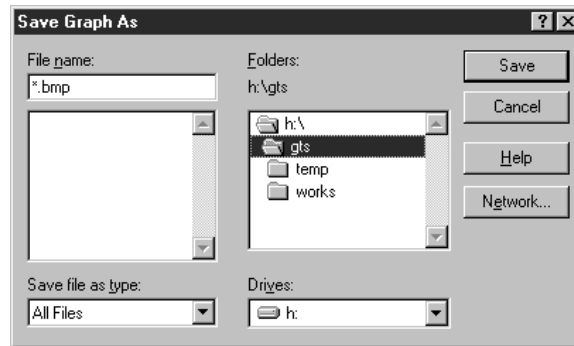 Save Graph As
File name:
*.bmp
Folders:
h:\gts
h:\
gts
temp
works
Save
Cancel
Help
Network...
Save file as type:
All Files
Drives:
h: